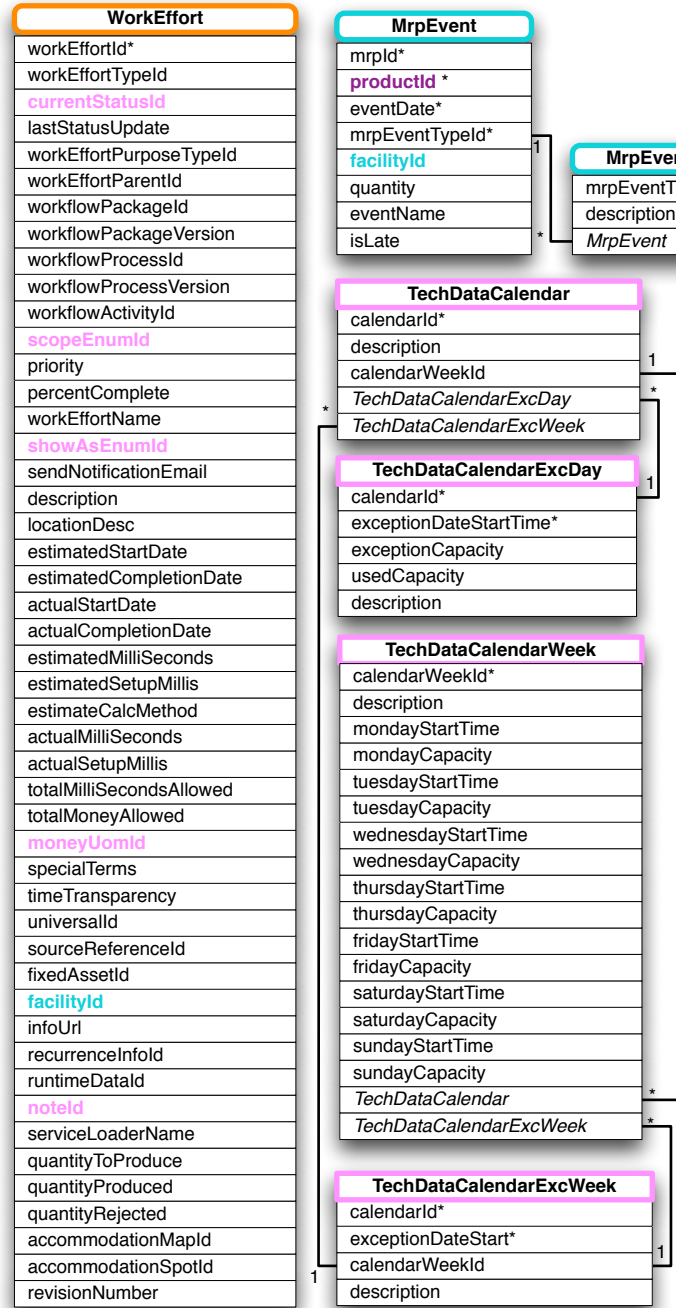 WorkEffort
workEffortId*
workEffortTypeId
currentStatusId
lastStatusUpdate
workEffortPurposeTypeId
workEffortParentId
workflowPackageId
workflowPackageVersion
workflowProcessId
workflowProcessVersion
workflowActivityId
scopeEnumId
priority
percentComplete
workEffortName
showAsEnumId
sendNotificationEmail
description
locationDesc
estimatedStartDate
estimatedCompletionDate
actualStartDate
actualCompletionDate
estimatedMilliSeconds
estimatedSetupMillis
estimateCalcMethod
actualMilliSeconds
actualSetupMillis
totalMilliSecondsAllowed
totalMoneyAllowed
moneyUomId
specialTerms
timeTransparency
universalId
sourceReferenceId
fixedAssetId
facilityId
infoUrl
recurrenceInfoId
runtimeDataId
noteId
serviceLoaderName
quantityToProduce
quantityProduced
quantityRejected
accommodationMapId
accommodationSpotId
revisionNumber
MrpEvent
mrpId*
productId *
eventDate*
mrpEventTypeId*
facilityId
quantity
eventName
isLate
1
*
MrpEve
mrpEventT
description
MrpEvent
TechDataCalendar
calendarId*
description
calendarWeekId
TechDataCalendarExcDay
TechDataCalendarExcWeek
1
*
*
TechDataCalendarExcDay
calendarId*
exceptionDateStartTime*
exceptionCapacity
usedCapacity
description
1
TechDataCalendarWeek
calendarWeekId*
description
mondayStartTime
mondayCapacity
tuesdayStartTime
tuesdayCapacity
wednesdayStartTime
wednesdayCapacity
thursdayStartTime
thursdayCapacity
fridayStartTime
fridayCapacity
saturdayStartTime
saturdayCapacity
sundayStartTime
sundayCapacity
TechDataCalendar
TechDataCalendarExcWeek
*
*
TechDataCalendarExcWeek
calendarId*
exceptionDateStart*
calendarWeekId
description
1
1